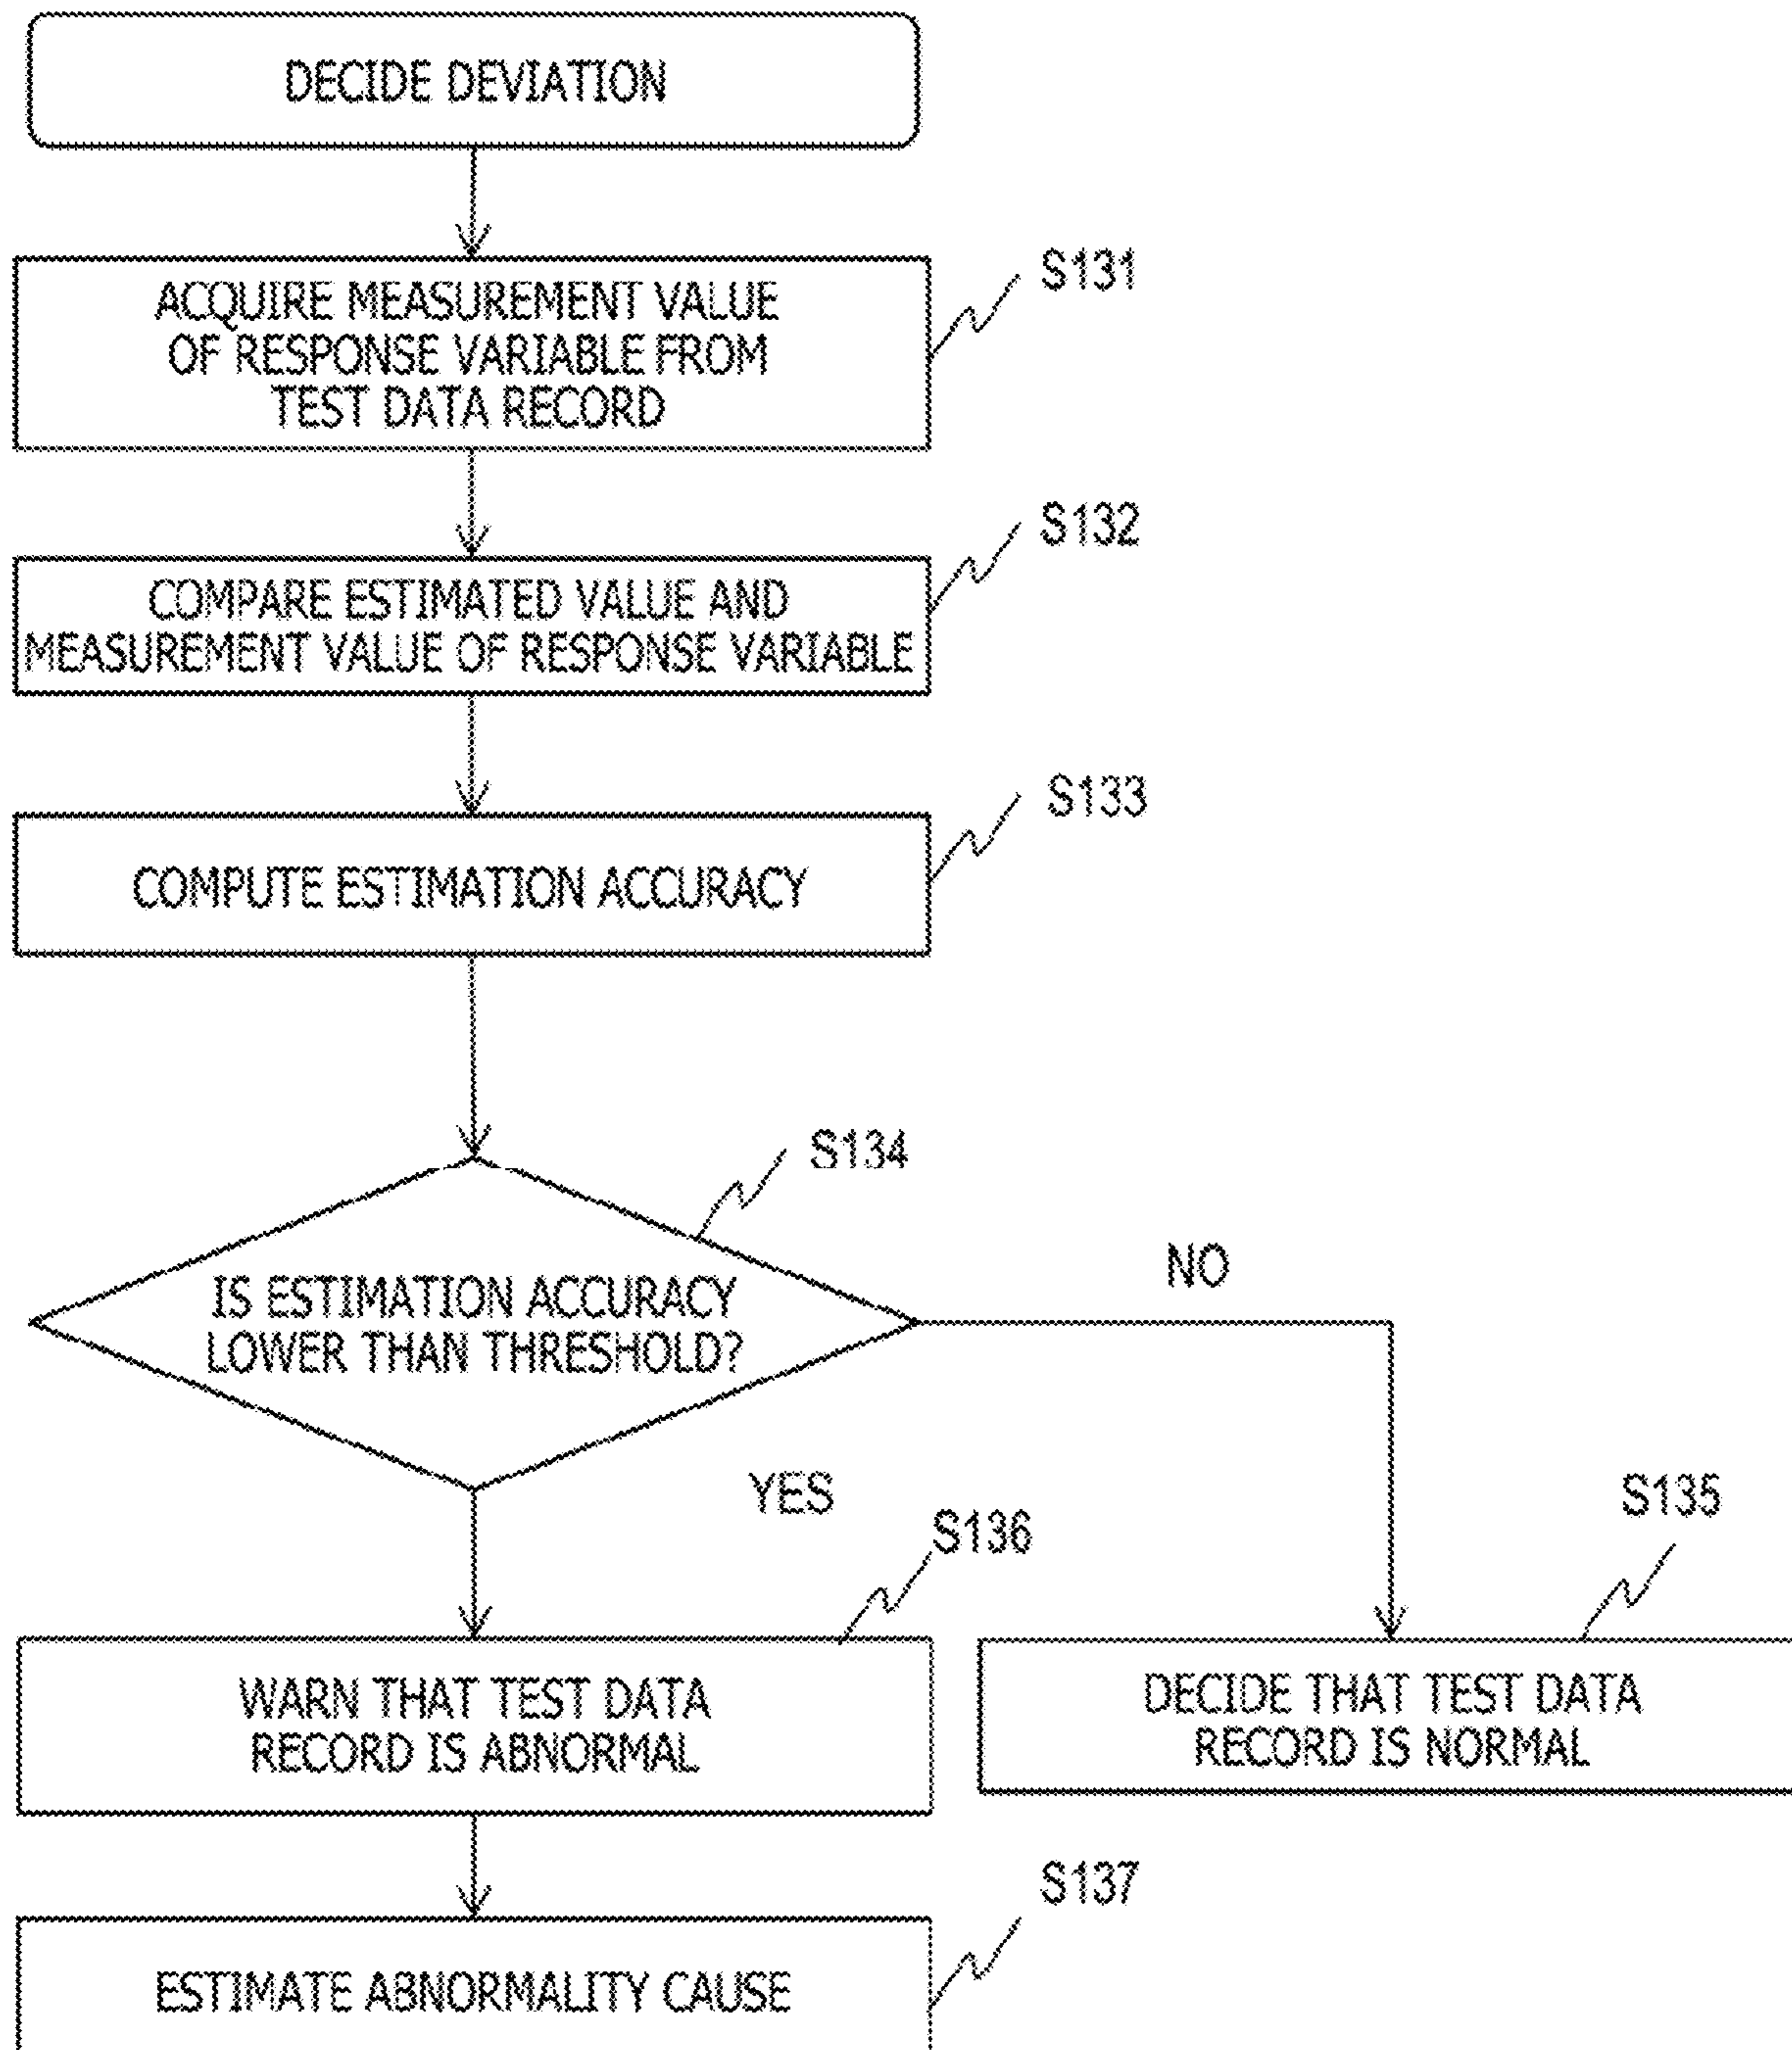 DECIDE DEVIATION
S131
ACQUIRE MEASUREMENT VALUE
OF RESPONSE VARIABLE FROM
TEST DATA RECORD
S132
COMPARE ESTIMATED VALUE AND
MEASUREMENT VALUE OF RESPONSE VARIABLE
S133
COMPUTE ESTIMATION ACCURACY
S134
IS ESTIMATION ACCURACY
LOWER THAN THRESHOLD?
NO
YES
S136
WARN THAT TEST DATA
RECORD IS ABNORMAL
S135
DECIDE THAT TEST DATA
RECORD IS NORMAL
S137
ESTIMATE ABNORMALITY CAUSE